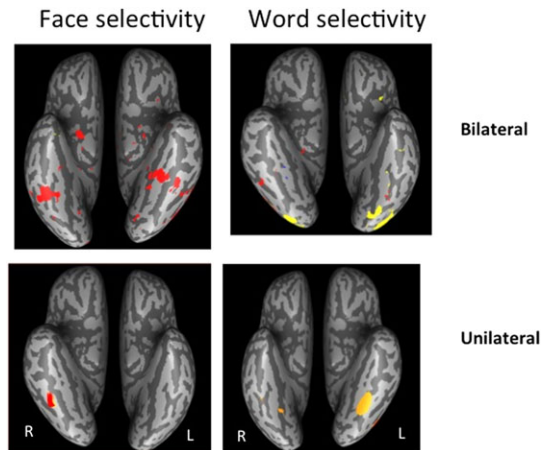 Face selectivity
Word selectivity
Bilateral
Unilateral
R
L
R
L